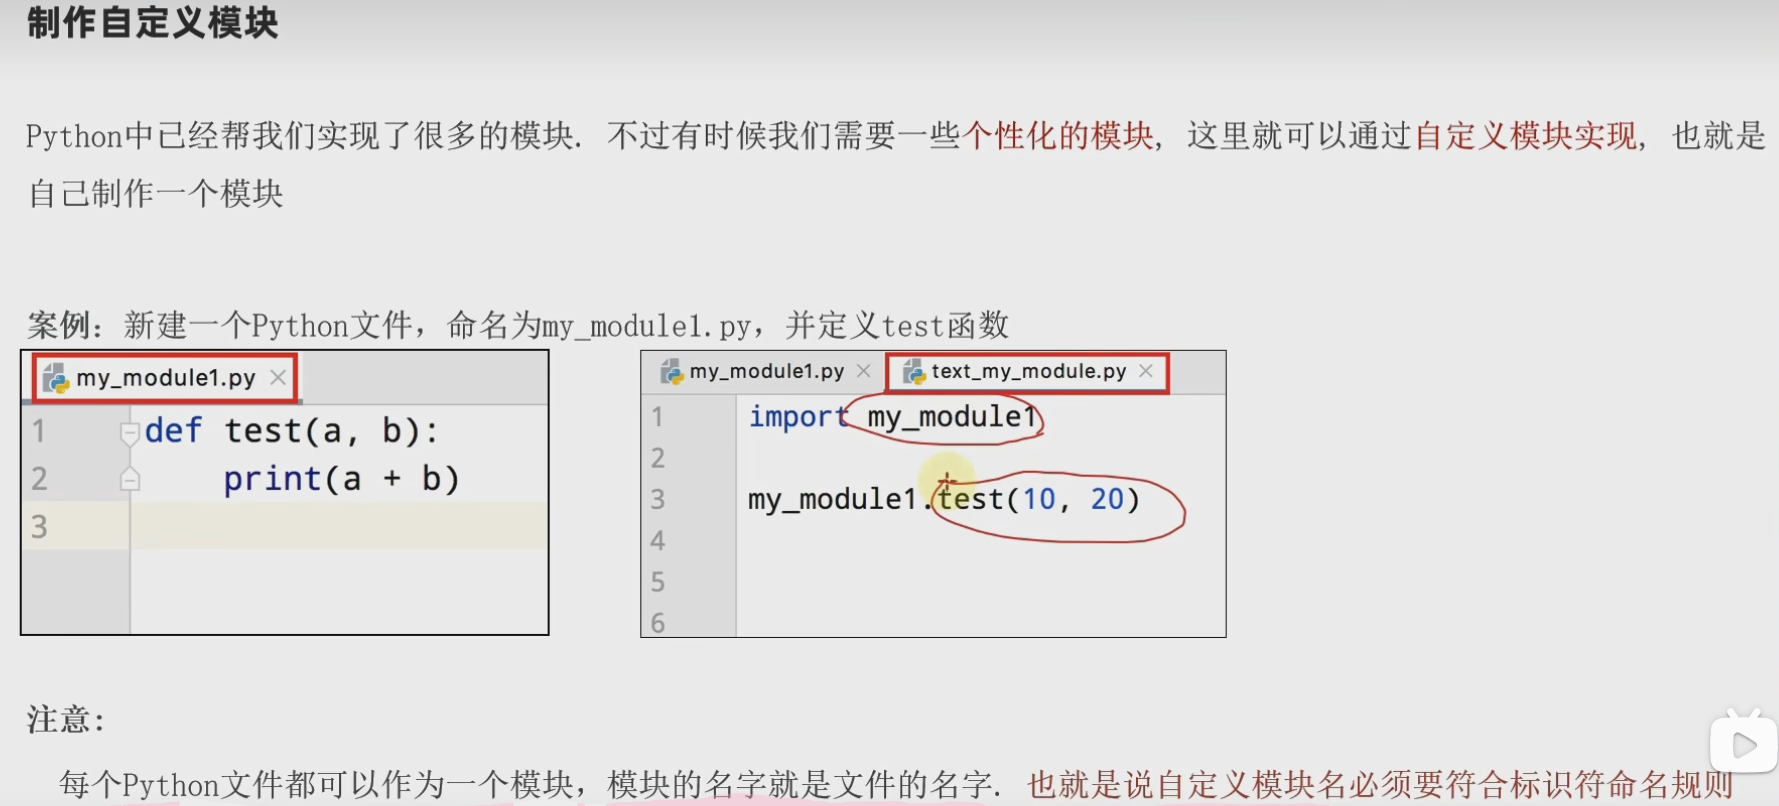 制作自定义模块
Python中已经帮我们实现了很多的模块. 不过有时候我们需要一些个性化的模块, 这里就可以通过自定义模块实现, 也就是
自己制作一个模块
案例：新建一个Python文件，命名为my_module1.py，并定义test函数
my_module1.py
1 def test(a, b):
2 print(a + b)
3
my_module1.py text_my_module.py
1 import my_module1
2
3 my_module1.test(10, 20)
4
5
6
注意：
每个Python文件都可以作为一个模块，模块的名字就是文件的名字. 也就是说自定义模块名必须要符合标识符命名规则